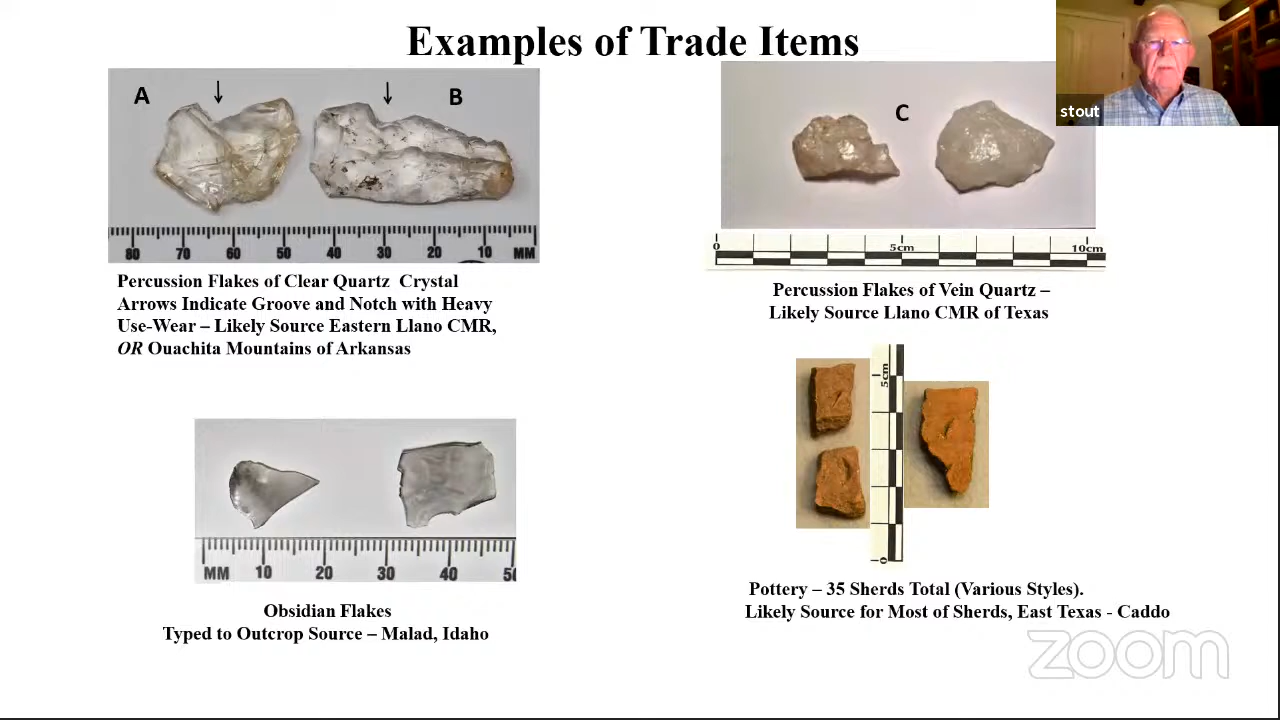 Examples of Trade Items
stout
A
B
C
80 70 60 50 40 30 20 10 MM
0 5cm 10cm
Percussion Flakes of Clear Quartz Crystal
Arrows Indicate Groove and Notch with Heavy
Use-Wear – Likely Source Eastern Llano CMR,
OR Ouachita Mountains of Arkansas
Percussion Flakes of Vein Quartz –
Likely Source Llano CMR of Texas
5cm
0
MM 10 20 30 40
Obsidian Flakes
Typed to Outcrop Source – Malad, Idaho
Pottery – 35 Sherds Total (Various Styles).
Likely Source for Most of Sherds, East Texas - Caddo
zoom